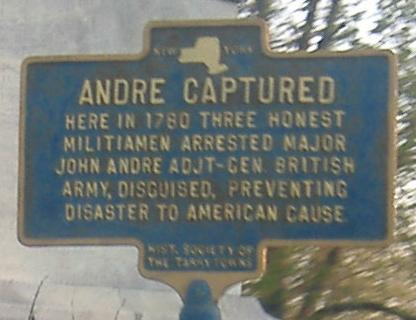 NEW YORK
ANDRE CAPTURED
HERE IN 1780 THREE HONEST
MILITIAMEN ARRESTED MAJOR
JOHN ANDRE ADJT-GEN. BRITISH
ARMY, DISGUISED, PREVENTING
DISASTER TO AMERICAN CAUSE
HIST. SOCIETY OF
THE TARRYTOWNS